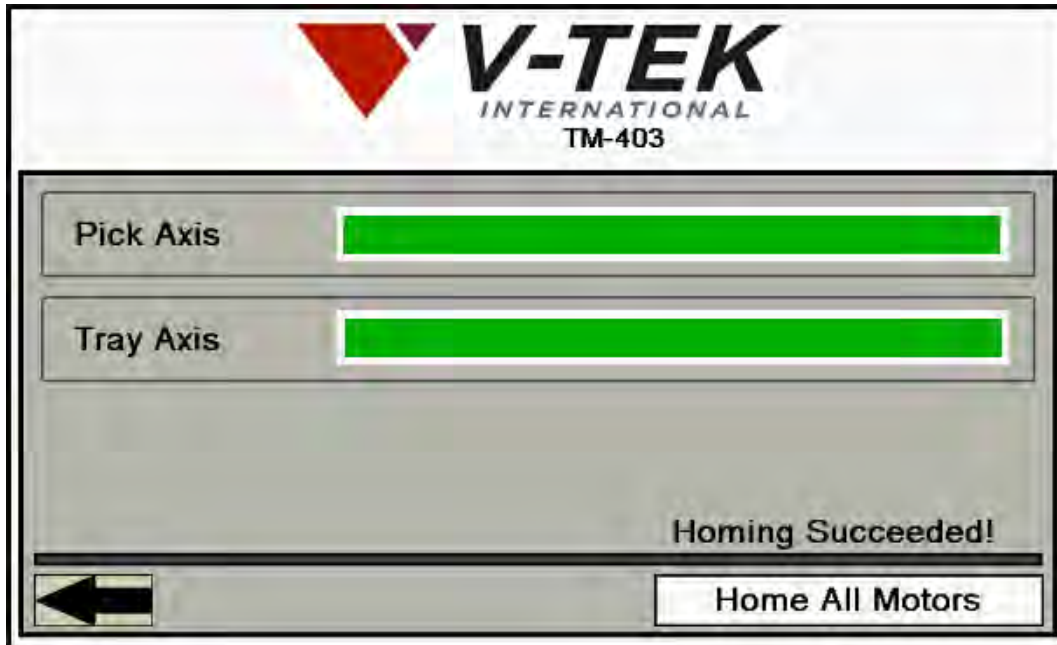 V-TEK
INTERNATIONAL
TM-403
Pick Axis
Tray Axis
Homing Succeeded!
Home All Motors